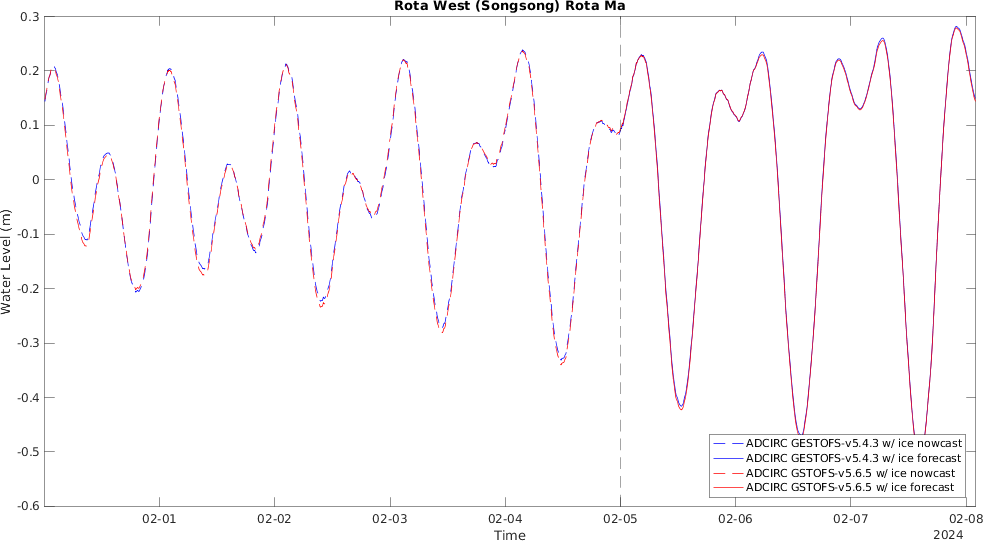 Rota West (Songsong) Rota Ma
0.3
0.2
0.1
0
-0.1
-0.2
-0.3
-0.4
-0.5
-0.6
Water Level (m)
ADCIRC GESTOFS-v5.4.3 w/ ice nowcast
ADCIRC GESTOFS-v5.4.3 w/ ice forecast
ADCIRC GSTOFS-v5.6.5 w/ ice nowcast
ADCIRC GSTOFS-v5.6.5 w/ ice forecast
02-01 02-02 02-03 02-04 02-05 02-06 02-07 02-08
Time
2024